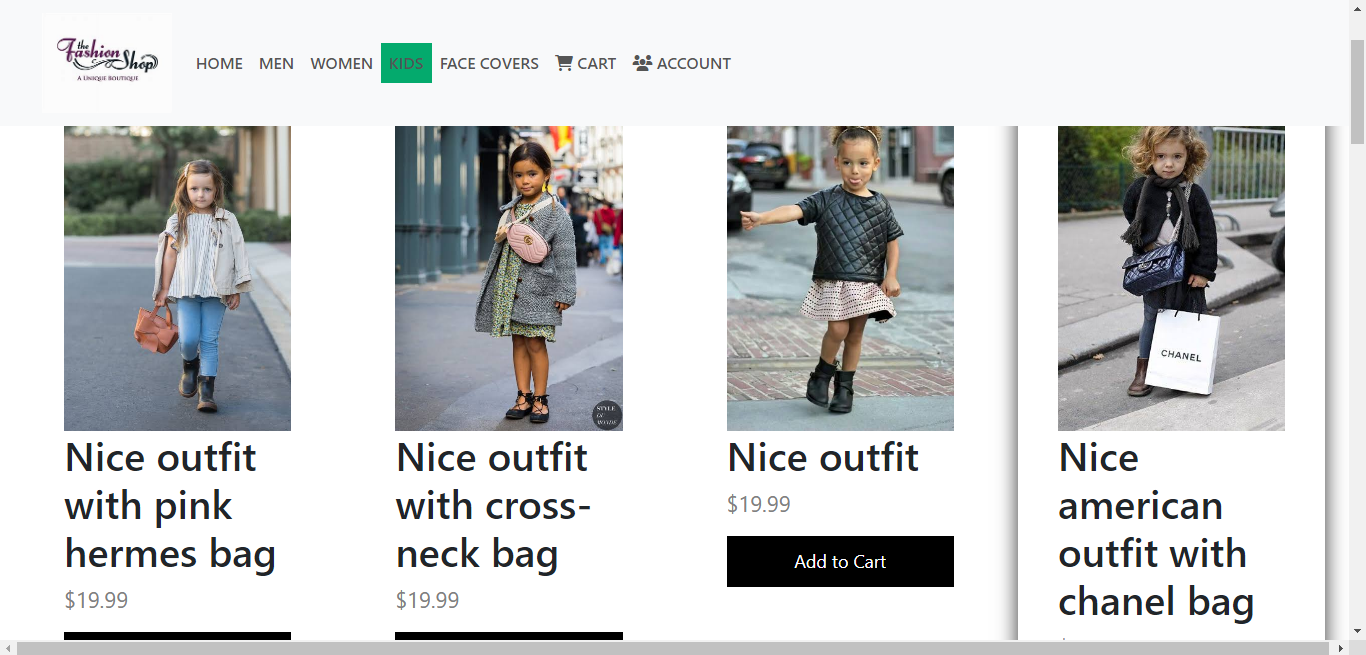 the
Fashion
Shop
A UNIQUE BOUTIQUE
HOME MEN WOMEN KIDS FACE COVERS CART ACCOUNT
STYLE
DU
MONDE
CHANEL
Nice outfit
with pink
hermes bag
$19.99
Nice outfit
with cross-
neck bag
$19.99
Nice outfit
$19.99
Add to Cart
Nice
american
outfit with
chanel bag